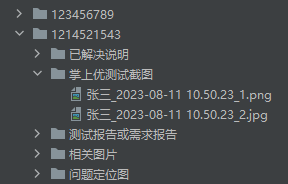 123456789
1214521543
已解决说明
掌上优测试截图
张三_2023-08-11 10.50.23_1.png
张三_2023-08-11 10.50.23_2.jpg
测试报告或需求报告
相关图片
问题定位图